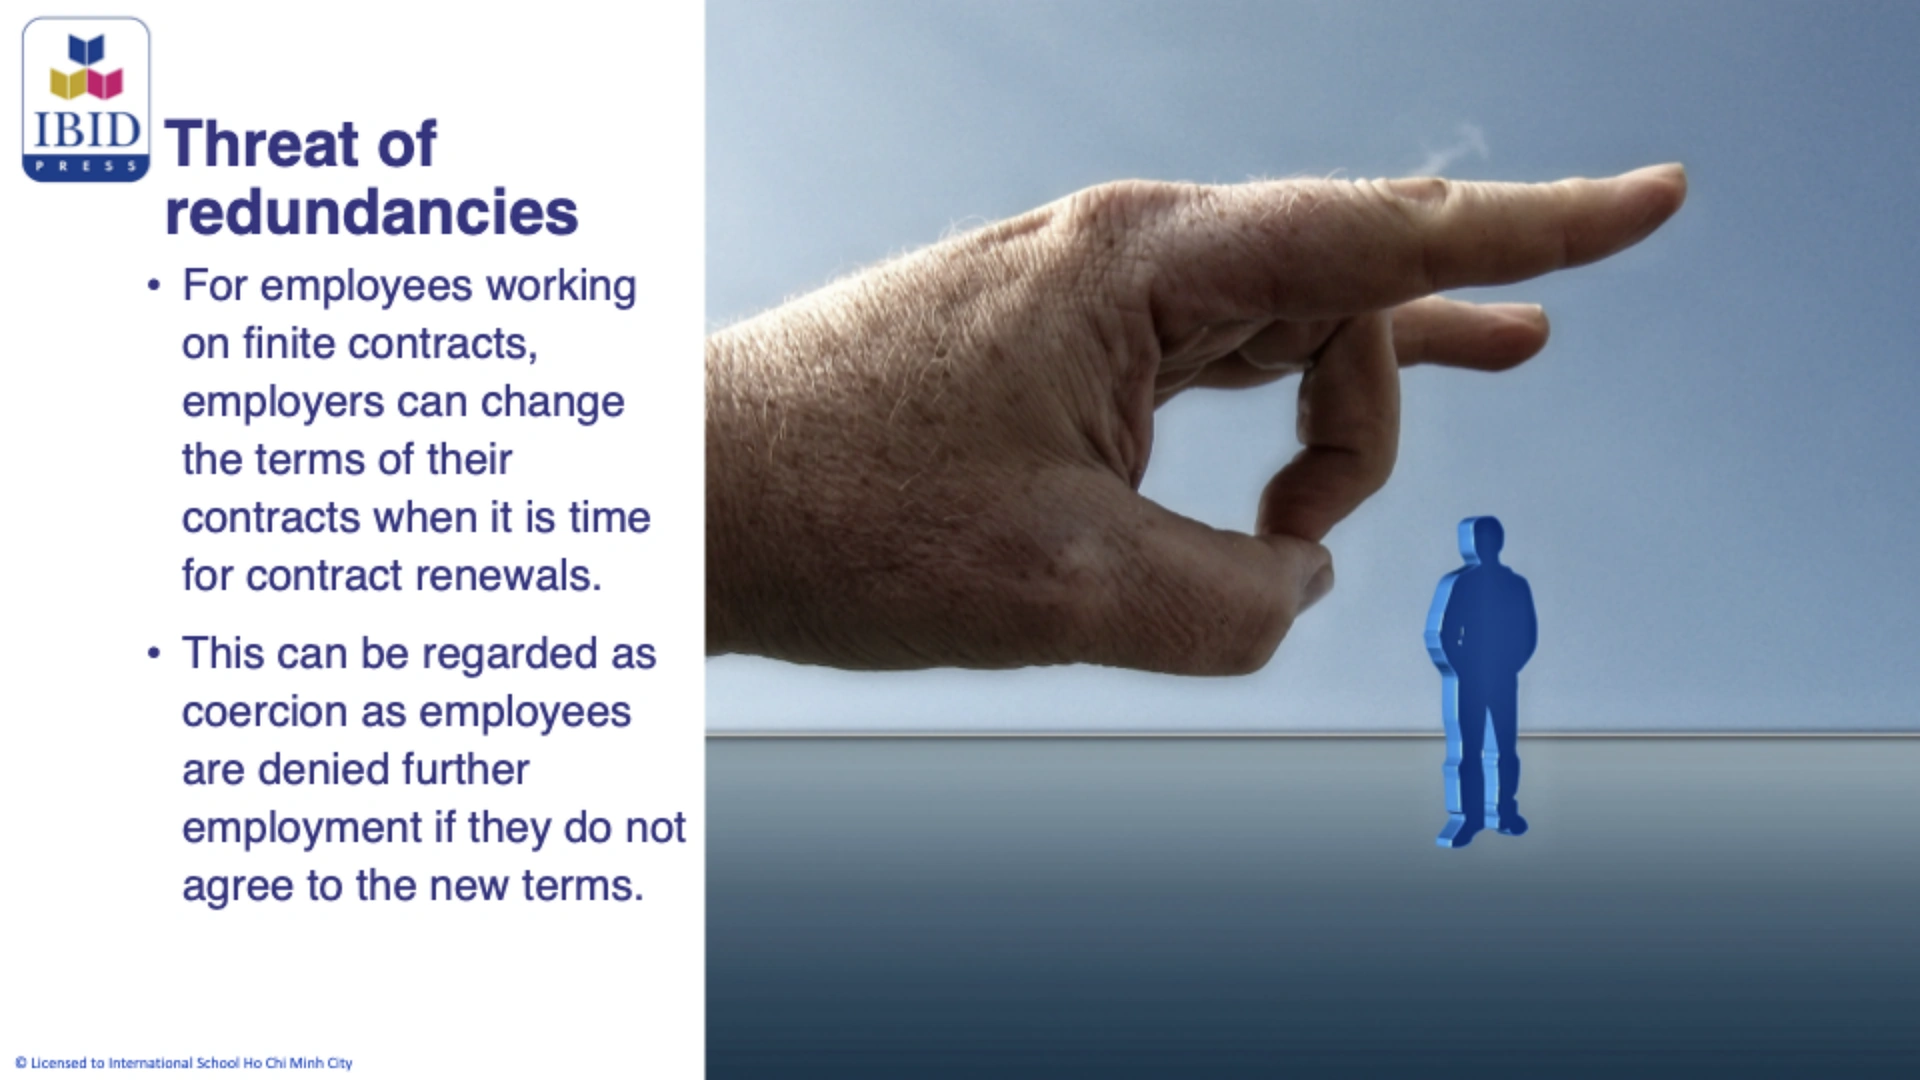 IBID
PRESS
Threat of
redundancies
• For employees working
on finite contracts,
employers can change
the terms of their
contracts when it is time
for contract renewals.
• This can be regarded as
coercion as employees
are denied further
employment if they do not
agree to the new terms.
© Licensed to International School Ho Chi Minh City